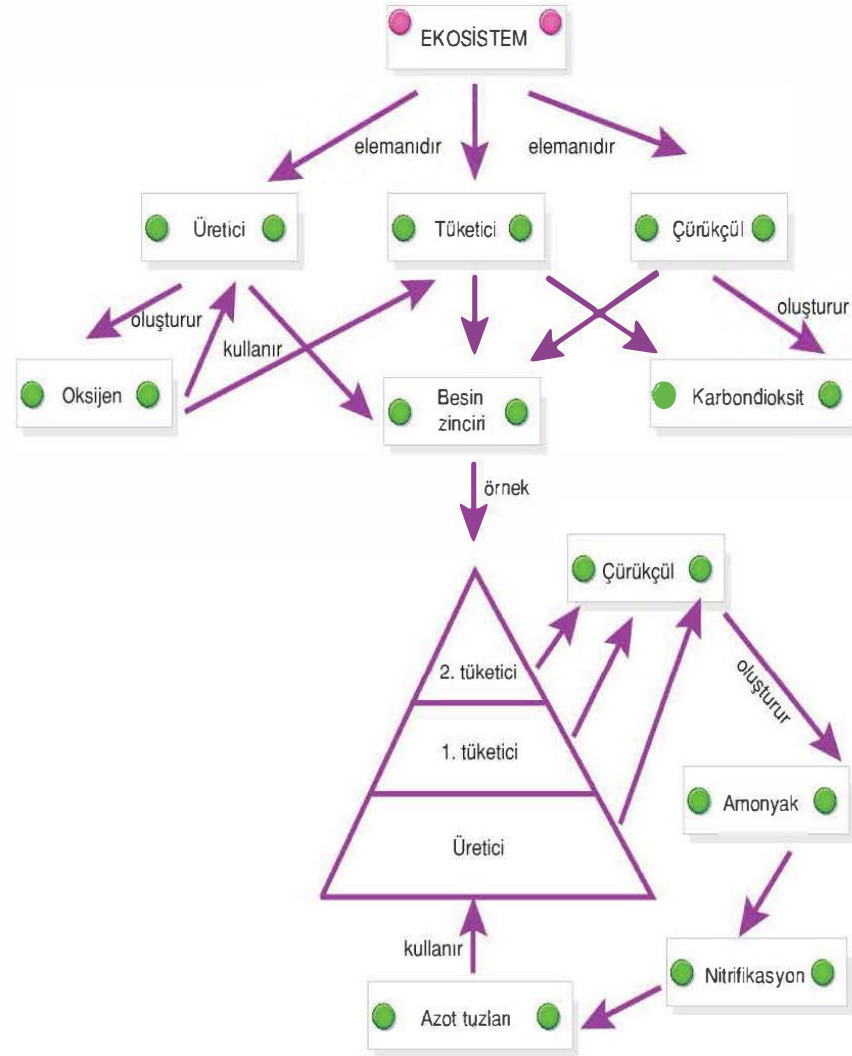 EKOSİSTEM
elemanıdır
elemanıdır
Üretici
Tüketici
Çürükçül
oluşturur
kullanır
oluşturur
Oksijen
Besin
zinciri
Karbondioksit
örnek
Çürükçül
2. tüketici
oluşturur
1. tüketici
Amonyak
Üretici
kullanır
Nitrifikasyon
Azot tuzları